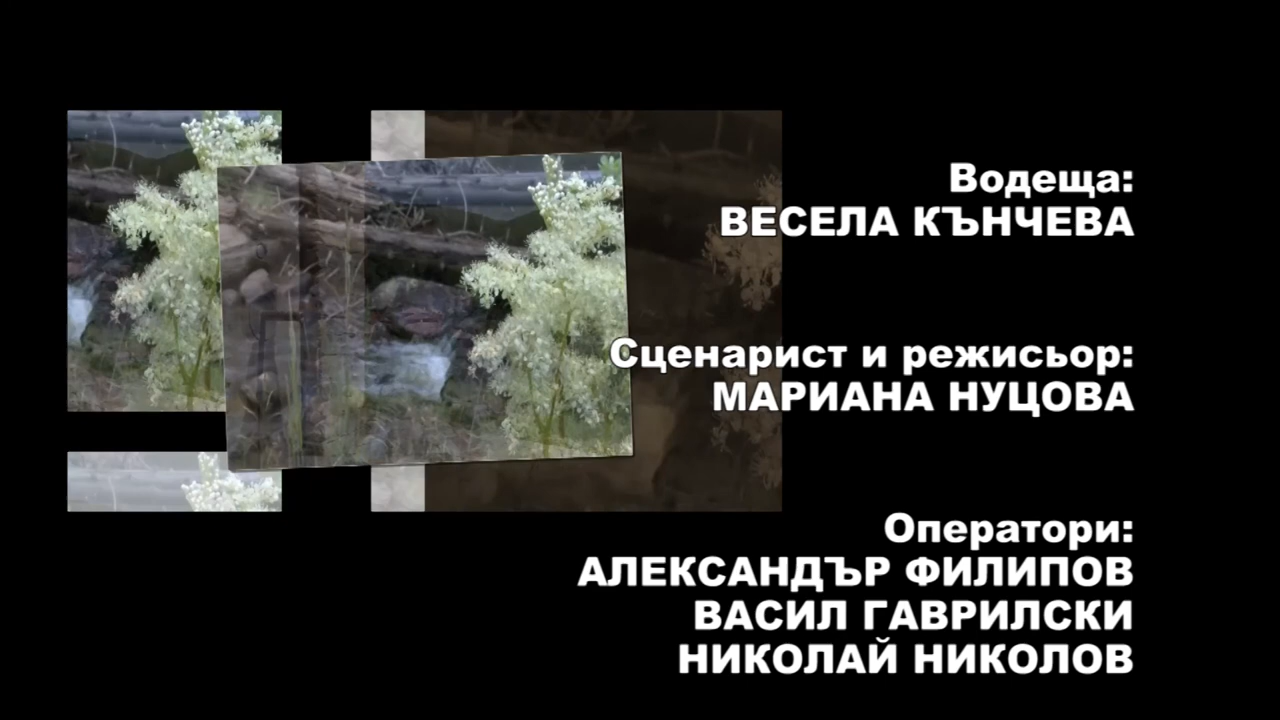 Водеща:
ВЕСЕЛА КЪНЧЕВА
Сценарист и режисьор:
МАРИАНА НУЦОВА
Оператори:
АЛЕКСАНДЪР ФИЛИПОВ
ВАСИЛ ГАВРИЛСКИ
НИКОЛАЙ НИКОЛОВ